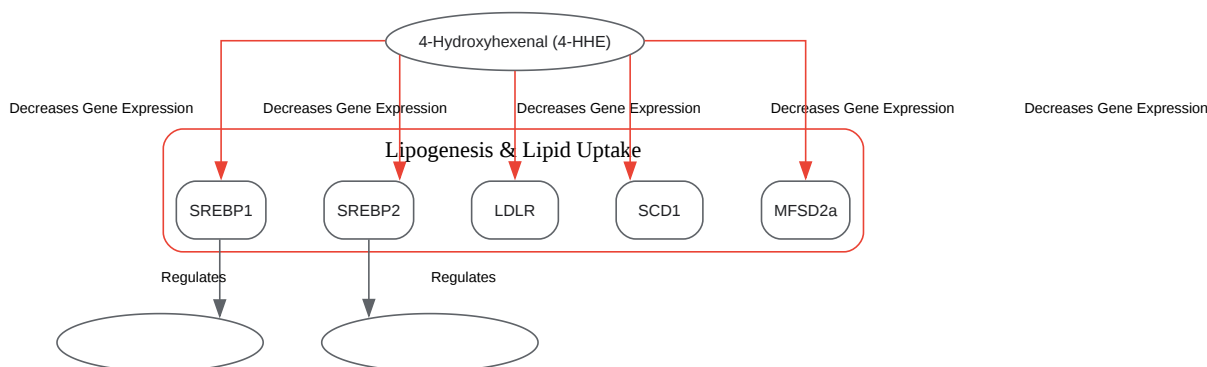 4-Hydroxyhexenal (4-HHE)
Decreases Gene Expression
Decreases Gene Expression
Decreases Gene Expression
Decreases Gene Expression
Decreases Gene Expression
Lipogenesis & Lipid Uptake
SREBP1
SREBP2
LDLR
SCD1
MFSD2a
Regulates
Regulates